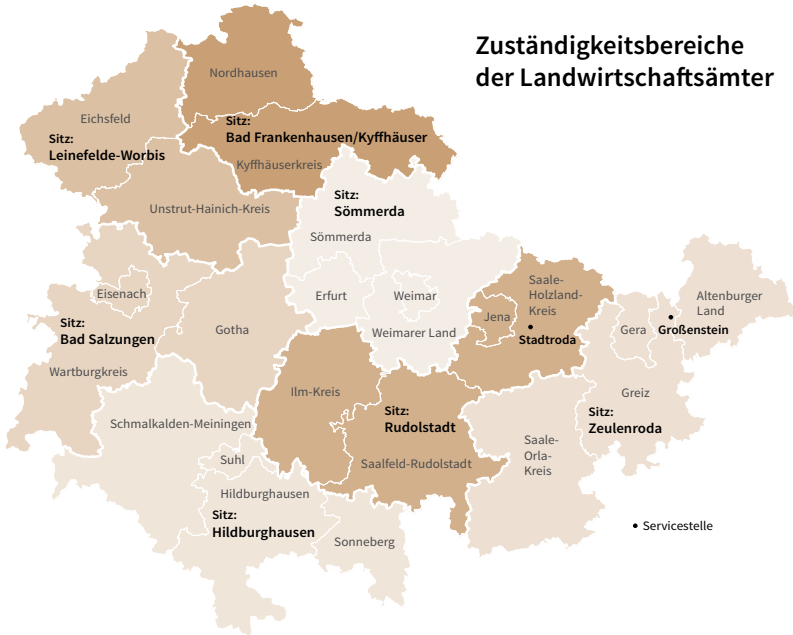 Zuständigkeitsbereiche
der Landwirtschaftsämter
Nordhausen
Eichsfeld
Sitz:
Leinefelde-Worbis
Sitz:
Bad Frankenhausen/Kyffhäuser
Kyffhäuserkreis
Unstrut-Hainich-Kreis
Sitz:
Sömmerda
Sömmerda
Erfurt
Weimar
Weimarer Land
Eisenach
Sitz:
Bad Salzungen
Wartburgkreis
Gotha
Saale-
Holzland-
Kreis
Jena
Stadtroda
Altenburger
Land
Großenstein
Gera
Greiz
Sitz:
Zeulenroda
Ilm-Kreis
Sitz:
Rudolstadt
Saalfeld-Rudolstadt
Saale-
Orla-
Kreis
Schmalkalden-Meiningen
Suhl
Hildburghausen
Sitz:
Hildburghausen
Sonneberg
Servicestelle